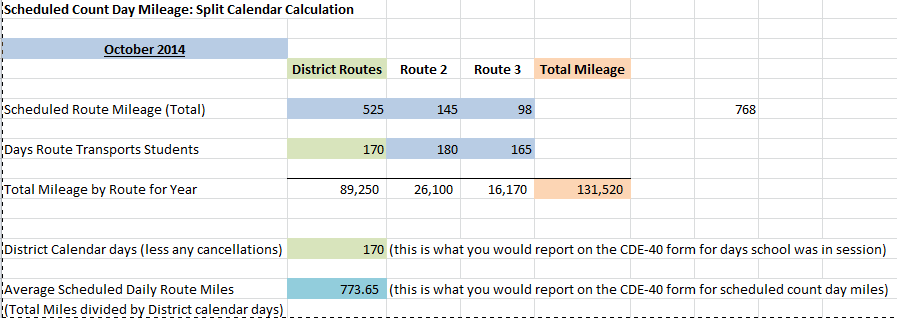 Scheduled Count Day Mileage: Split Calendar Calculation
October 2014
District Routes Route 2 Route 3 Total Mileage
Scheduled Route Mileage (Total) 525 145 98 768
Days Route Transports Students 170 180 165
Total Mileage by Route for Year 89,250 26,100 16,170 131,520
District Calendar days (less any cancellations) 170 (this is what you would report on the CDE-40 form for days school was in session)
Average Scheduled Daily Route Miles 773.65 (this is what you would report on the CDE-40 form for scheduled count day miles)
(Total Miles divided by District calendar days)